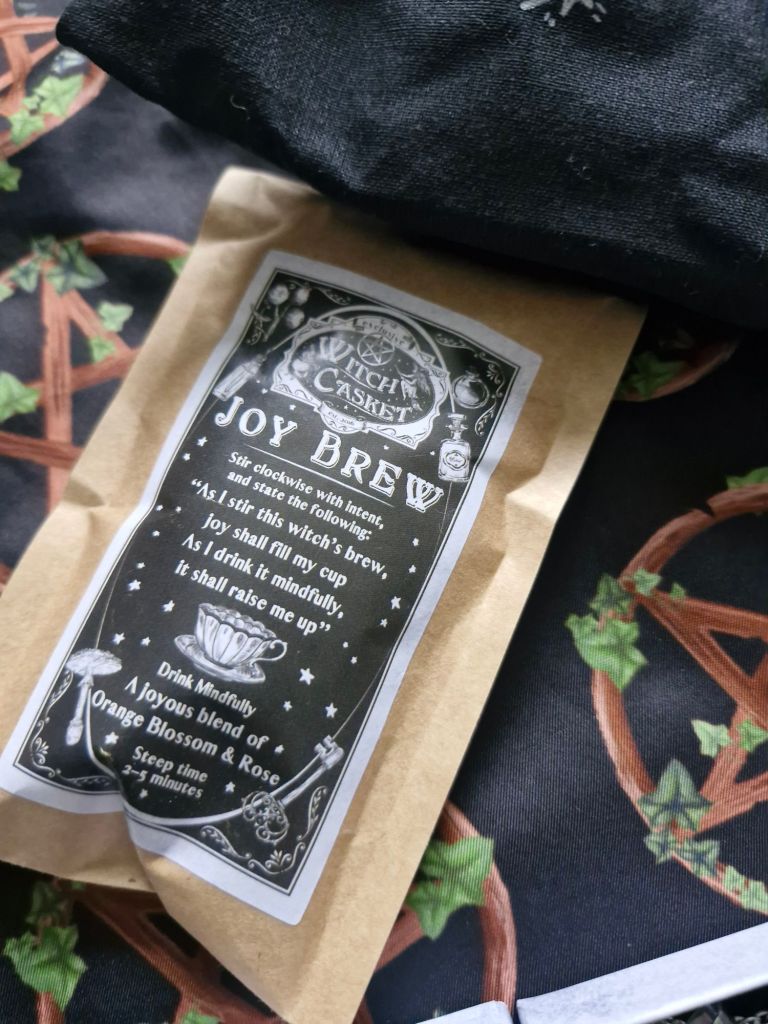 exclusive
WITCH
CASKET
JOY BREW
Stir clockwise with intent,
and state the following:
"As I stir this witch's brew,
joy shall fill my cup
As I drink it mindfully,
it shall raise me up"
Drink Mindfully
A joyous blend of
Orange Blossom & Rose
Steep time
2-5 minutes